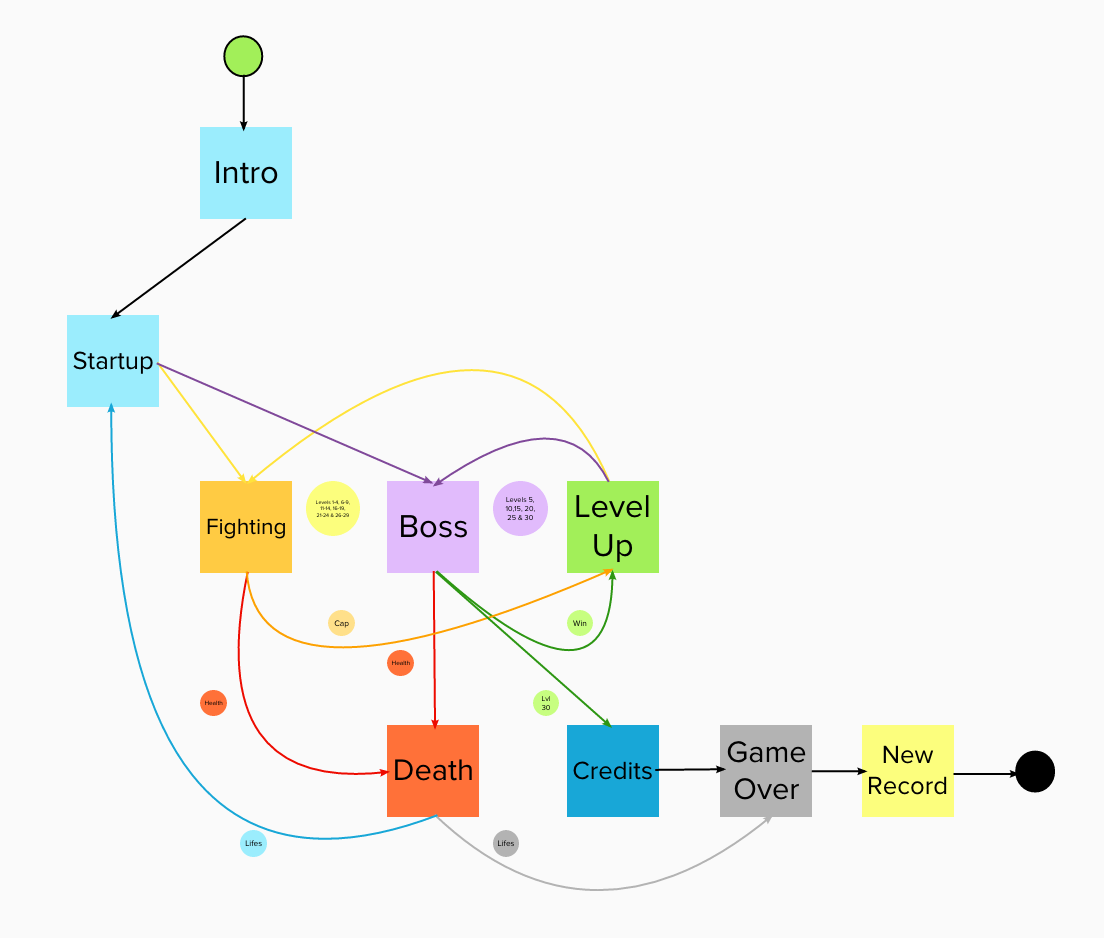 Intro
Startup
Fighting
Levels 1-4, 6-9,
11-14, 16-19,
21-24 & 26-29
Boss
Levels 5,
10,15, 20,
25 & 30
Level
Up
Cap
Win
Health
Health
Lvl
30
Death
Credits
Game
Over
New
Record
Lifes
Lifes